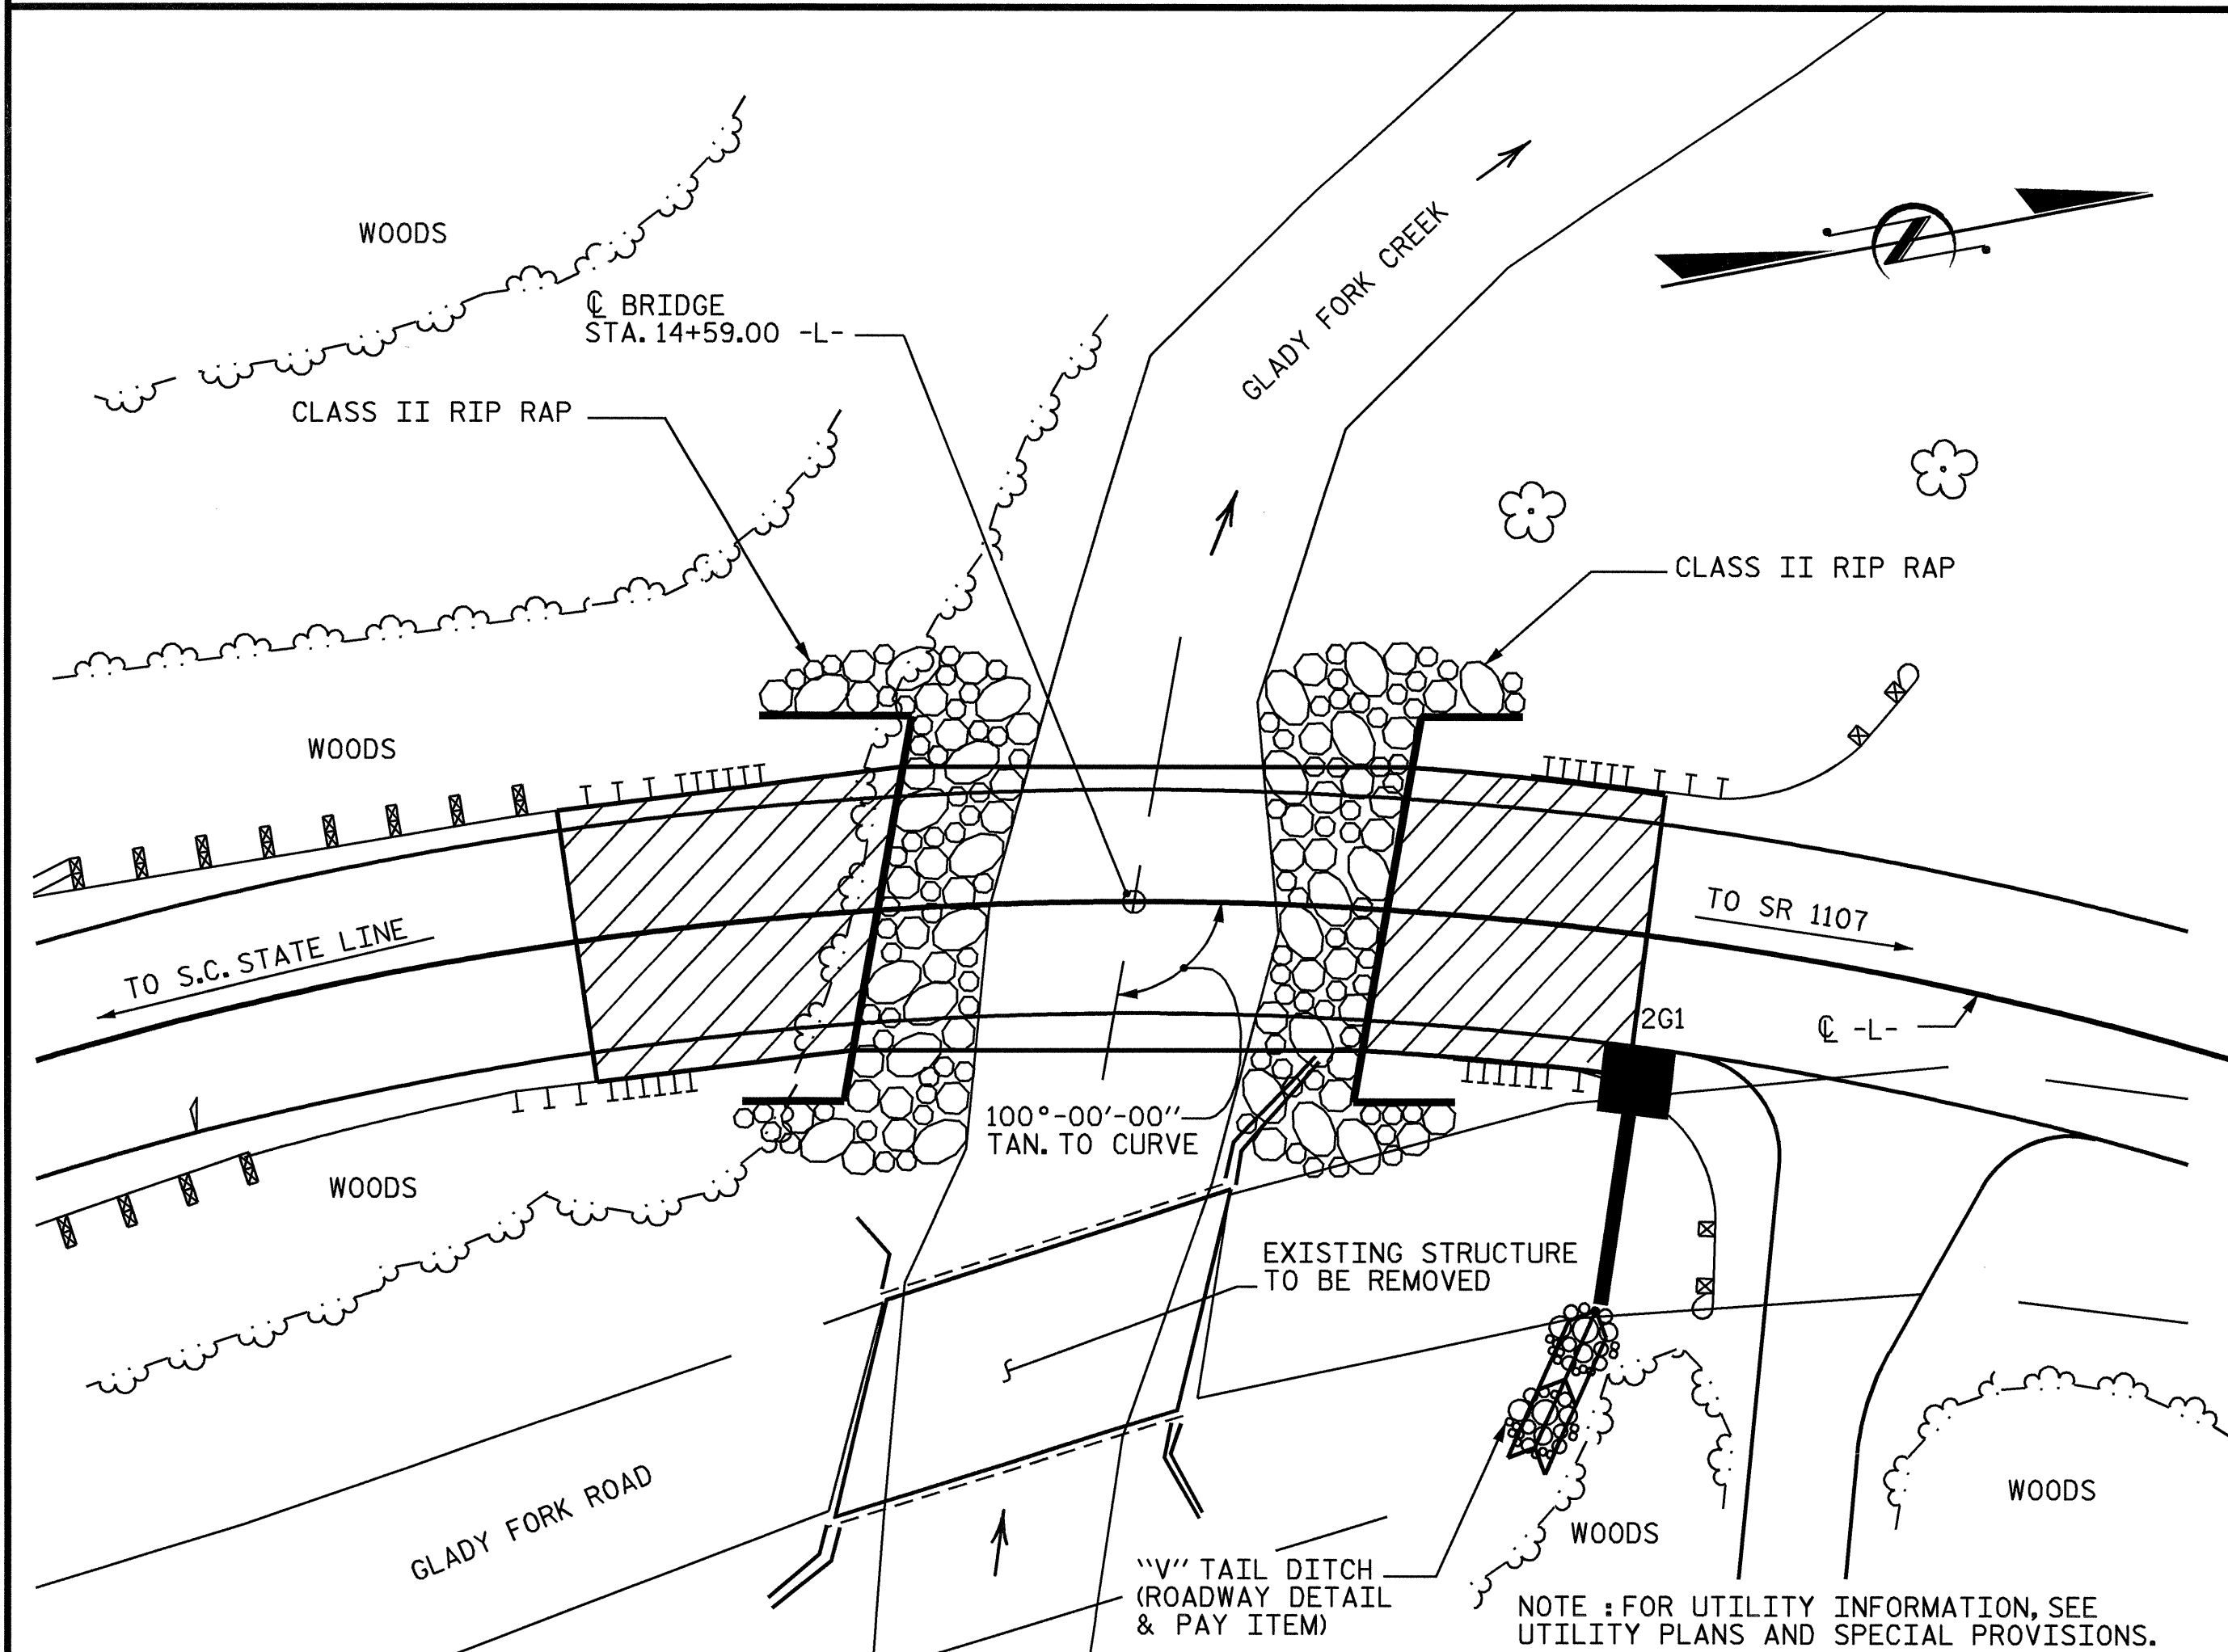 WOODS
℄ BRIDGE
STA. 14+59.00 -L-
GLADY FORK CREEK
CLASS II RIP RAP
CLASS II RIP RAP
WOODS
TO S.C. STATE LINE
TO SR 1107
2G1
℄ -L-
100°-00'-00"
TAN. TO CURVE
WOODS
EXISTING STRUCTURE
TO BE REMOVED
GLADY FORK ROAD
WOODS
WOODS
"V" TAIL DITCH
(ROADWAY DETAIL
& PAY ITEM)
NOTE : FOR UTILITY INFORMATION, SEE
UTILITY PLANS AND SPECIAL PROVISIONS.